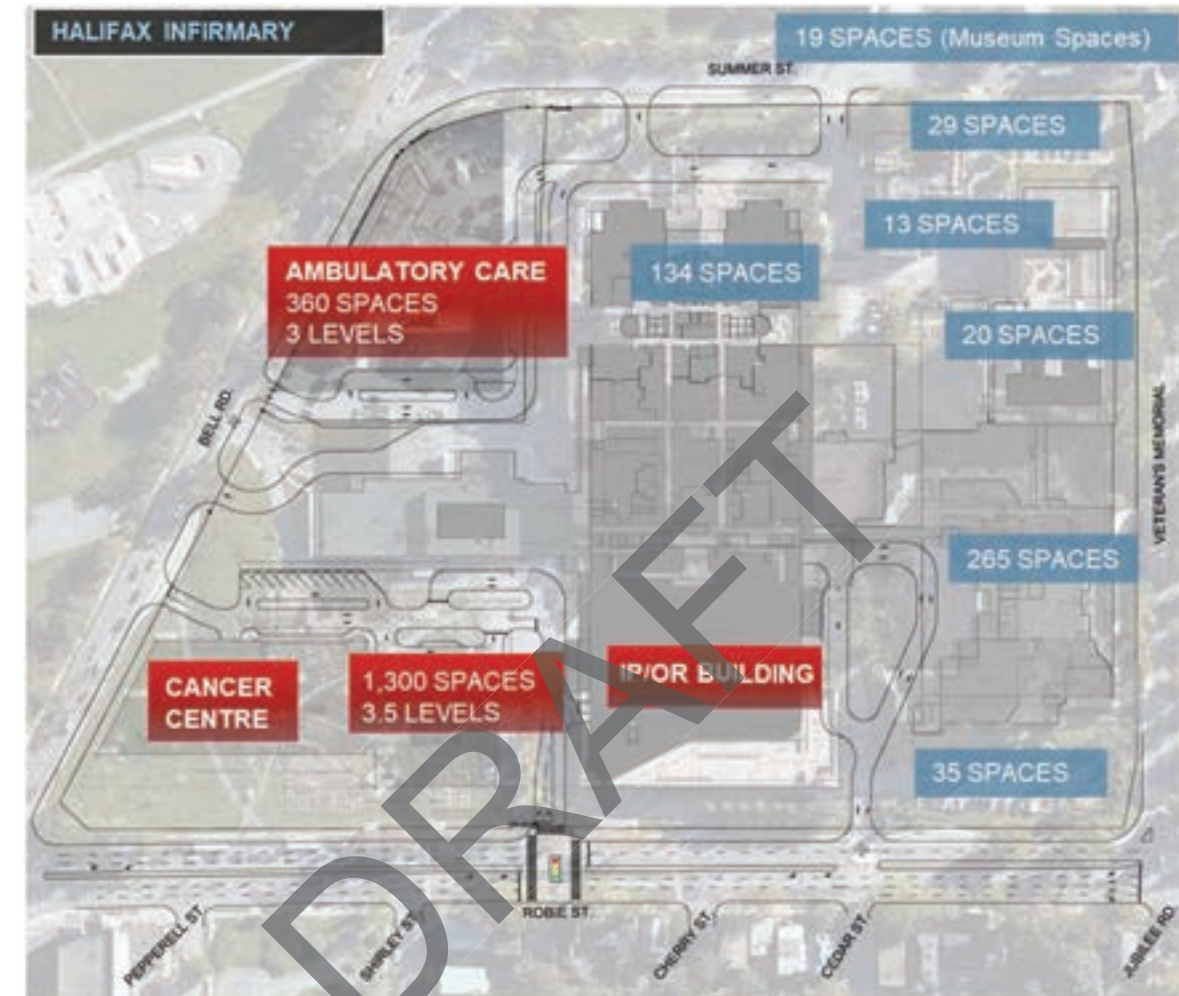 HALIFAX INFIRMARY
19 SPACES (Museum Spaces)
SUMMER ST.
29 SPACES
13 SPACES
AMBULATORY CARE
360 SPACES
3 LEVELS
134 SPACES
20 SPACES
BELL RD.
VETERAN'S MEMORIAL
265 SPACES
CANCER
CENTRE
1,300 SPACES
3.5 LEVELS
IP/OR BUILDING
35 SPACES
DRAFT
ROBIE ST.
PEPPERELL ST.
SHIRLEY ST.
CHERRY ST.
CEDAR ST.
JUBILEE RD.